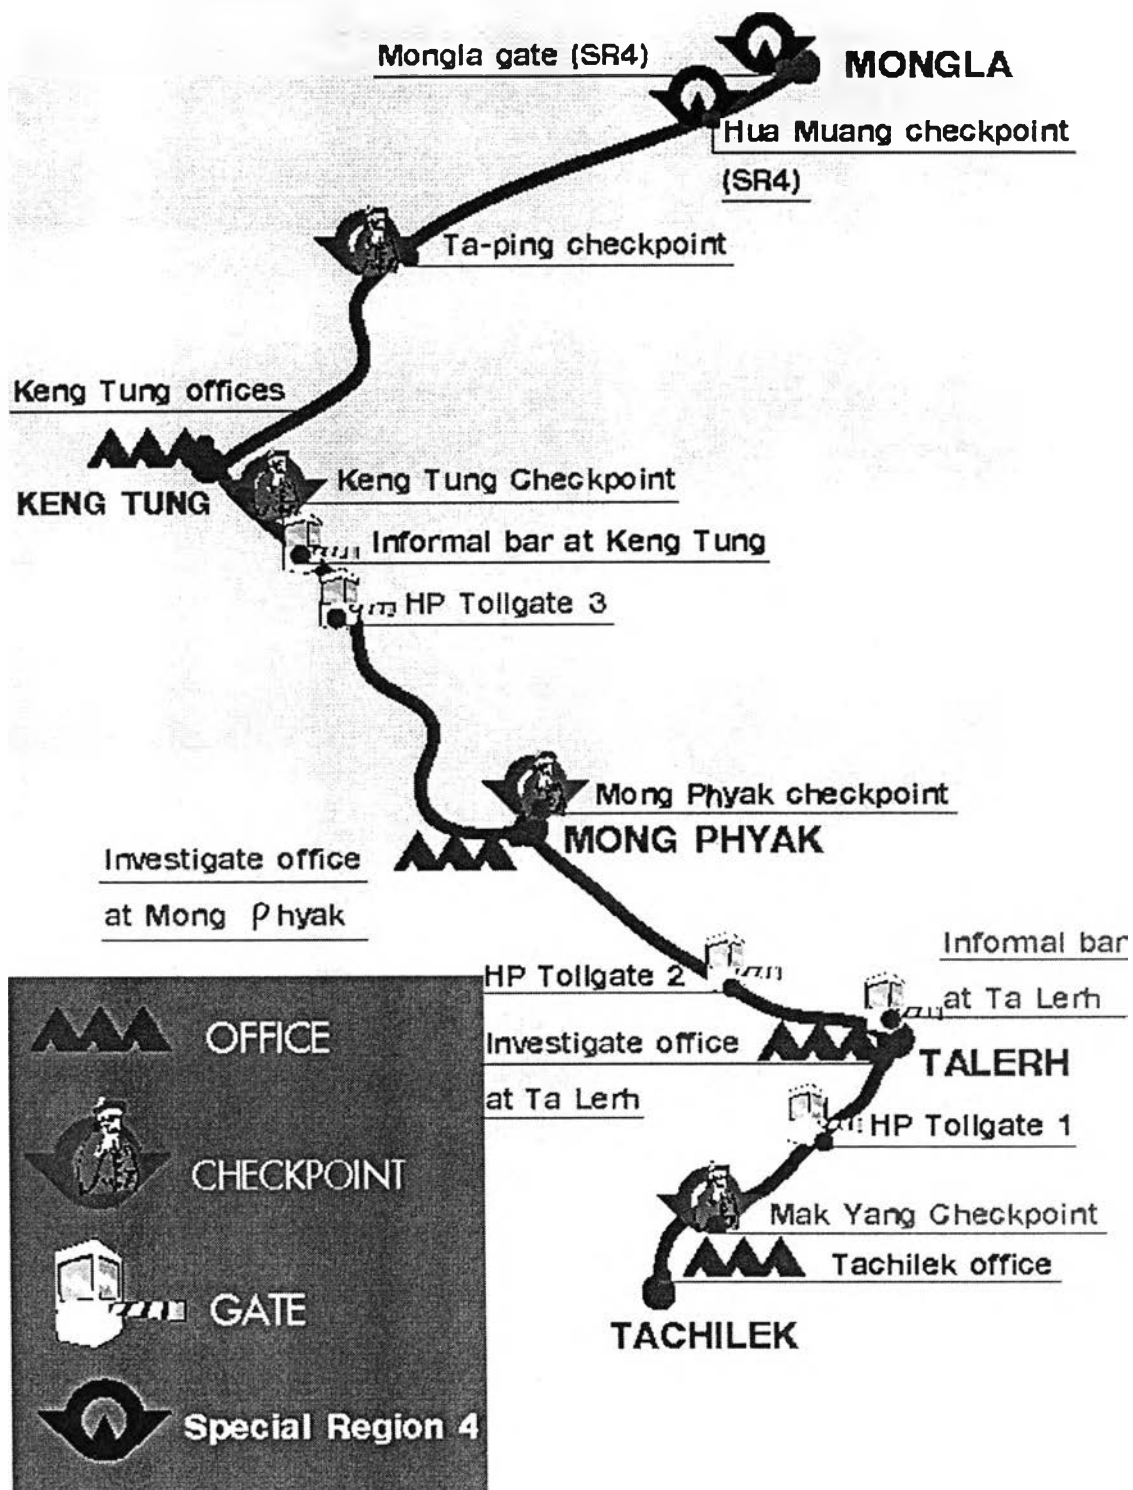 Mongla gate (SR4)
MONGLA
Hua Muang checkpoint
(SR4)
Ta-ping checkpoint
Keng Tung offices
KENG TUNG
Keng Tung Checkpoint
Informal bar at Keng Tung
HP Tollgate 3
Mong Phyak checkpoint
MONG PHYAK
Investigate office
at Mong Phyak
HP Tollgate 2
Informal bar
at Ta Lerh
Investigate office
at Ta Lerh
TALERH
HP Tollgate 1
Mak Yang Checkpoint
Tachilek office
TACHILEK
OFFICE
CHECKPOINT
GATE
Special Region 4